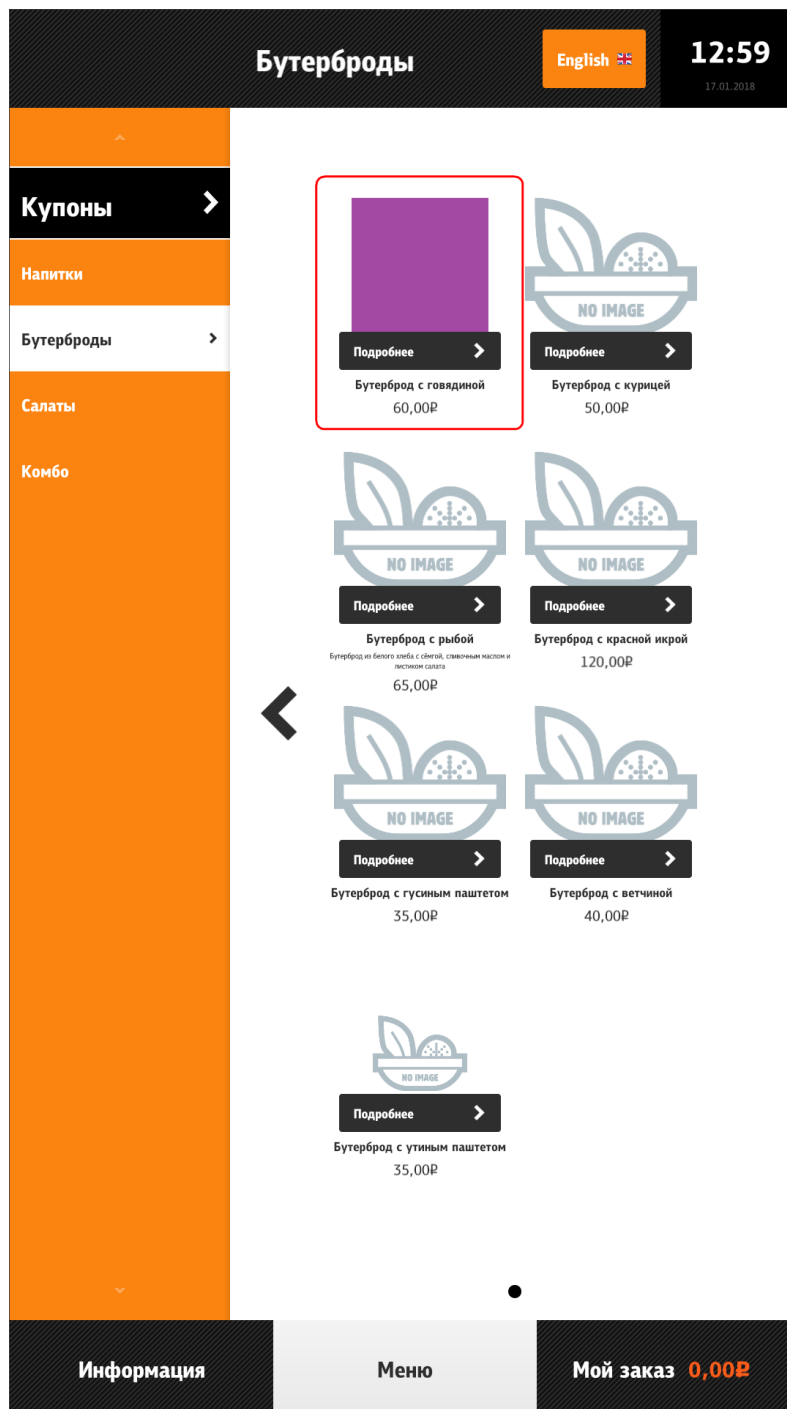 Бутерброды
English
12:59
17.01.2018
Купоны
Напитки
Бутерброды
Салаты
Комбо
Подробнее
Бутерброд с говядиной
60,00₽
NO IMAGE
Подробнее
Бутерброд с курицей
50,00₽
NO IMAGE
Подробнее
Бутерброд с рыбой
Бутерброд из белого хлеба с сёмгой, сливочным маслом и
листиком салата
65,00₽
NO IMAGE
Подробнее
Бутерброд с красной икрой
120,00₽
NO IMAGE
Подробнее
Бутерброд с гусиным паштетом
35,00₽
NO IMAGE
Подробнее
Бутерброд с ветчиной
40,00₽
NO IMAGE
Подробнее
Бутерброд с утиным паштетом
35,00₽
Информация
Меню
Мой заказ 0,00₽